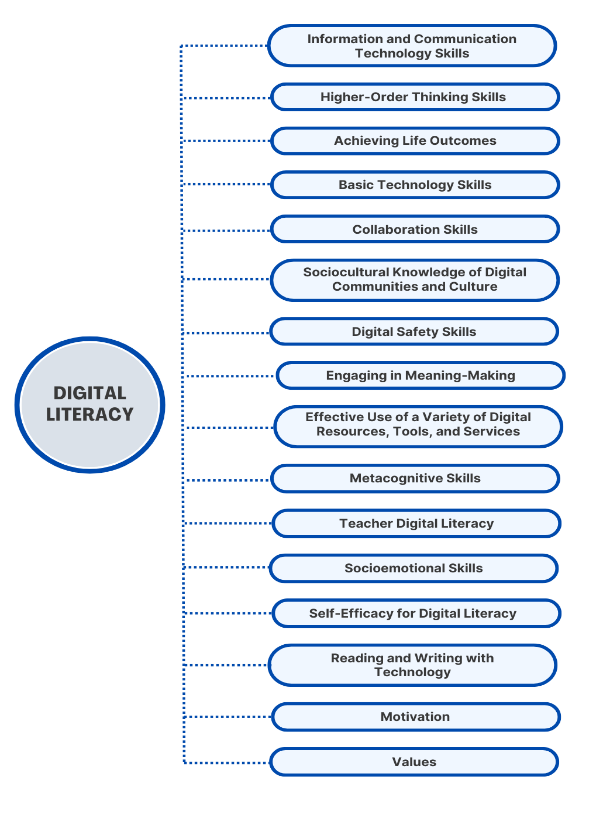 DIGITAL
LITERACY
Information and Communication
Technology Skills
Higher-Order Thinking Skills
Achieving Life Outcomes
Basic Technology Skills
Collaboration Skills
Sociocultural Knowledge of Digital
Communities and Culture
Digital Safety Skills
Engaging in Meaning-Making
Effective Use of a Variety of Digital
Resources, Tools, and Services
Metacognitive Skills
Teacher Digital Literacy
Socioemotional Skills
Self-Efficacy for Digital Literacy
Reading and Writing with
Technology
Motivation
Values